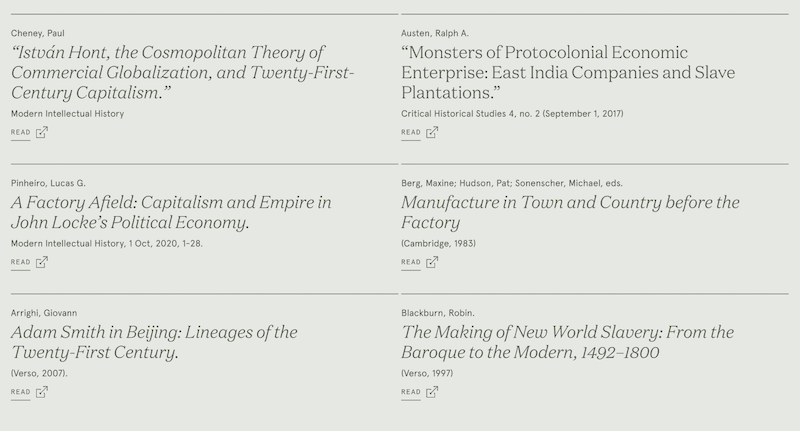 Cheney, Paul
“István Hont, the Cosmopolitan Theory of
Commercial Globalization, and Twenty-First-
Century Capitalism.”
Modern Intellectual History
READ
Austen, Ralph A.
“Monsters of Protocolonial Economic
Enterprise: East India Companies and Slave
Plantations.”
Critical Historical Studies 4, no. 2 (September 1, 2017)
READ
Pinheiro, Lucas G.
A Factory Afield: Capitalism and Empire in
John Locke’s Political Economy.
Modern Intellectual History, 1 Oct, 2020, 1-28.
READ
Berg, Maxine; Hudson, Pat; Sonenscher, Michael, eds.
Manufacture in Town and Country before the
Factory
(Cambridge, 1983)
READ
Arrighi, Giovann
Adam Smith in Beijing: Lineages of the
Twenty-First Century.
(Verso, 2007).
READ
Blackburn, Robin.
The Making of New World Slavery: From the
Baroque to the Modern, 1492–1800
(Verso, 1997)
READ